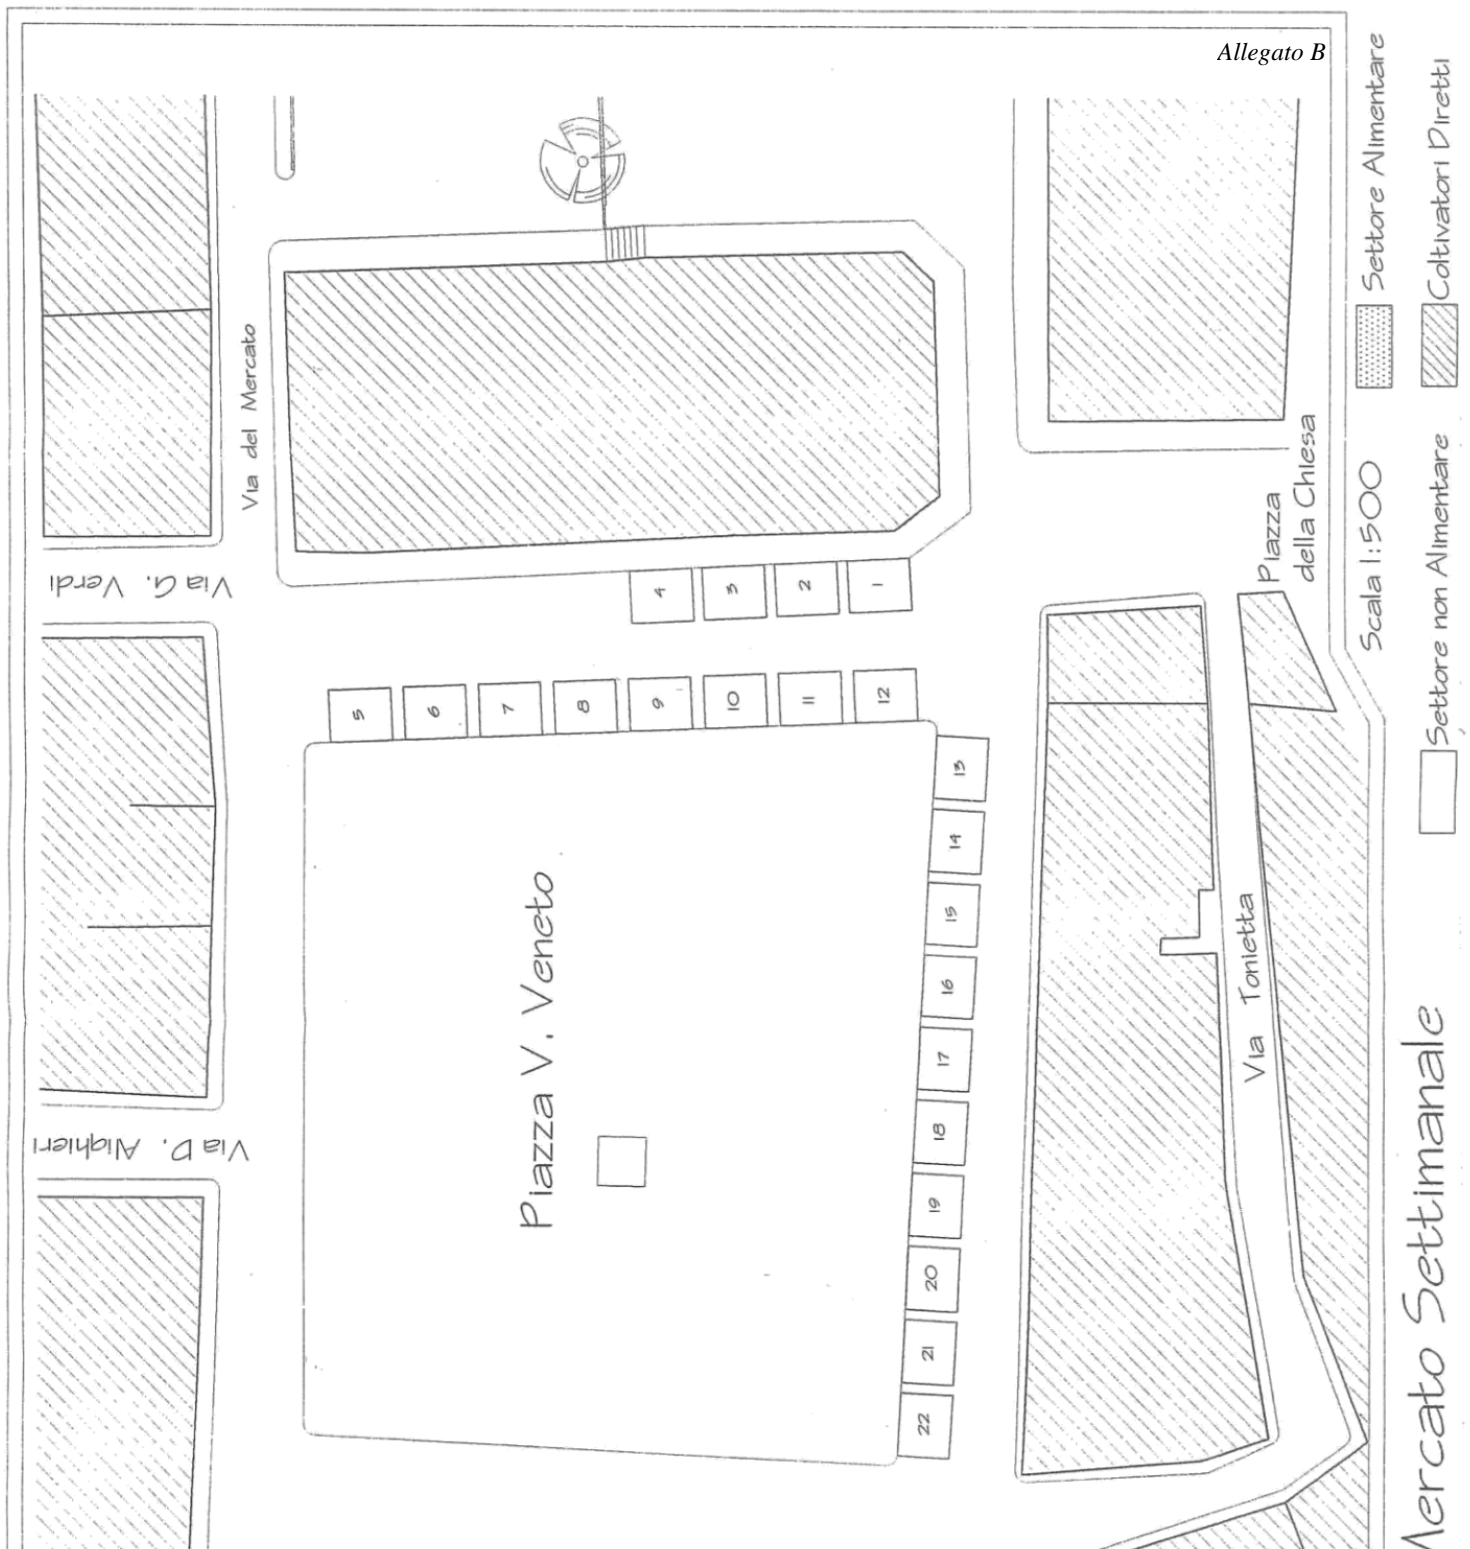 Allegato B
Settore Alimentare
Coltivatori Diretti
Scala 1:500
Settore non Alimentare
Mercato Settimanale
Via del Mercato
Via G. Verdi
Via D. Alighieri
Piazza
della Chiesa
Via Tonietta
Piazza V. Veneto
4
3
2
1
5
6
7
8
9
10
11
12
13
14
15
16
17
18
19
20
21
22